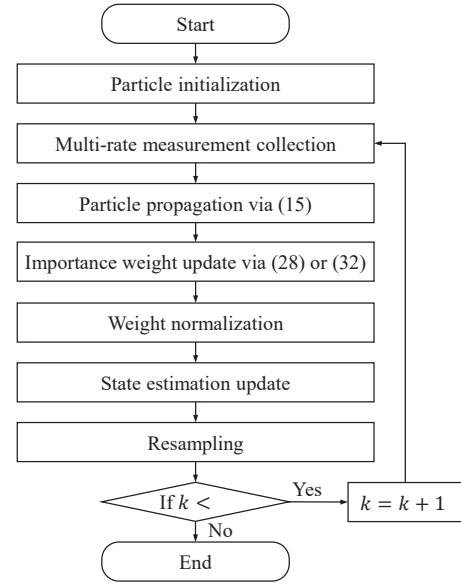 Start
Particle initialization
Multi-rate measurement collection
Particle propagation via (15)
Importance weight update via (28) or (32)
Weight normalization
State estimation update
Resampling
If k <
Yes
k = k + 1
No
End